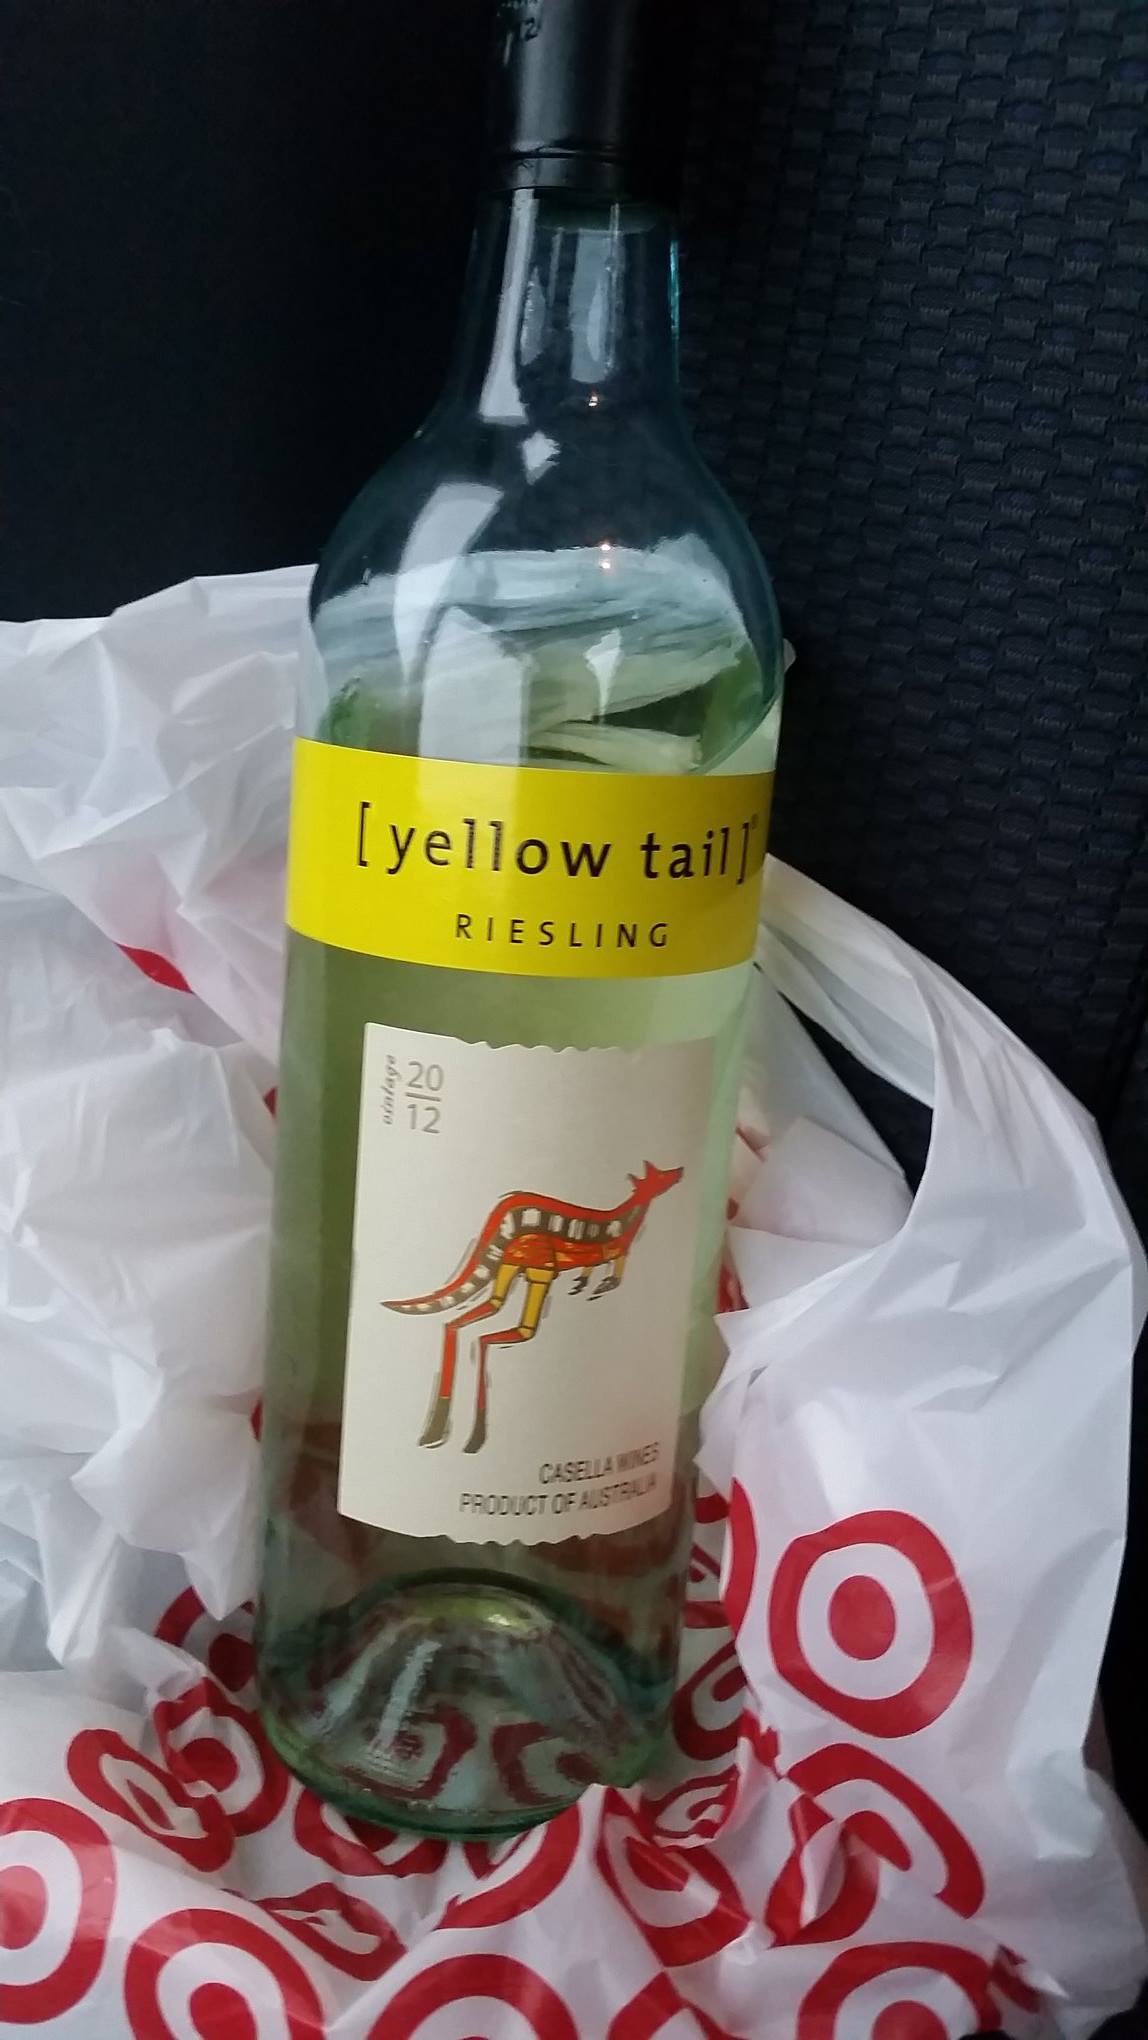 [ yellow tail ]®
RIESLING
vintage
20
12
CASELLA WINES
PRODUCT OF AUSTRALIA